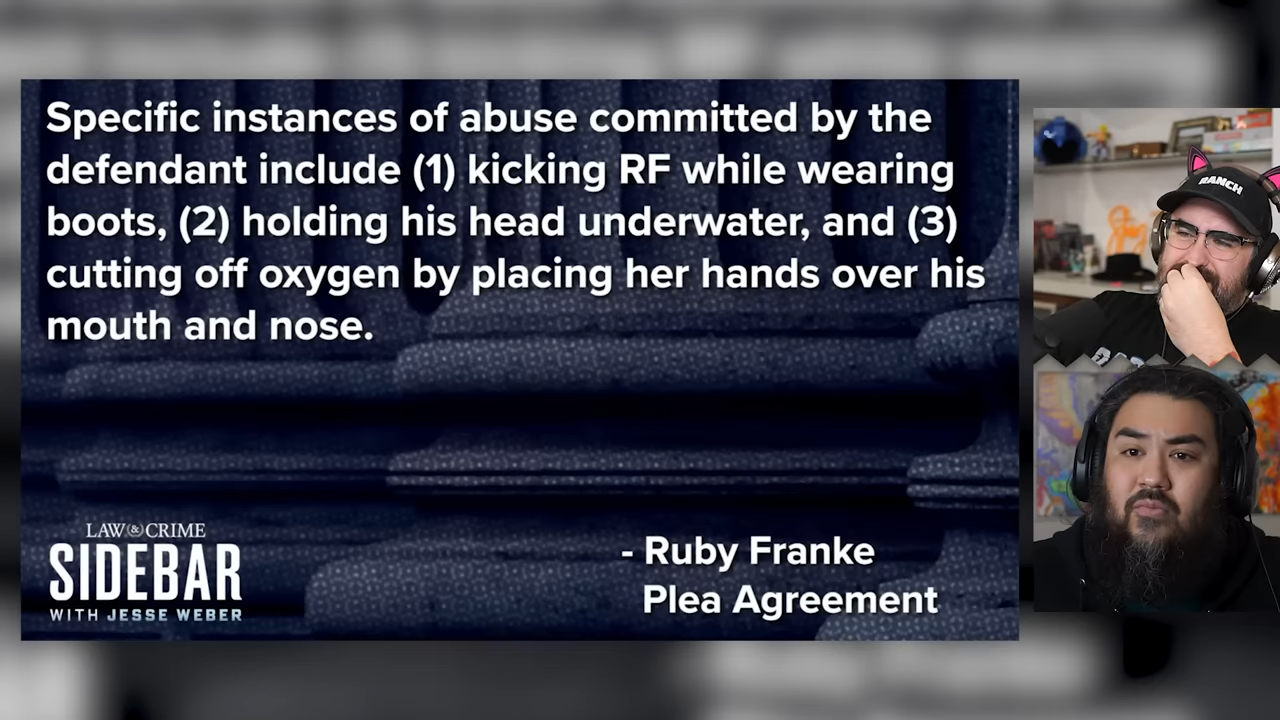 Specific instances of abuse committed by the
defendant include (1) kicking RF while wearing
boots, (2) holding his head underwater, and (3)
cutting off oxygen by placing her hands over his
mouth and nose.
- Ruby Franke
Plea Agreement
LAW & CRIME
SIDEBAR
WITH JESSE WEBER
RANCH